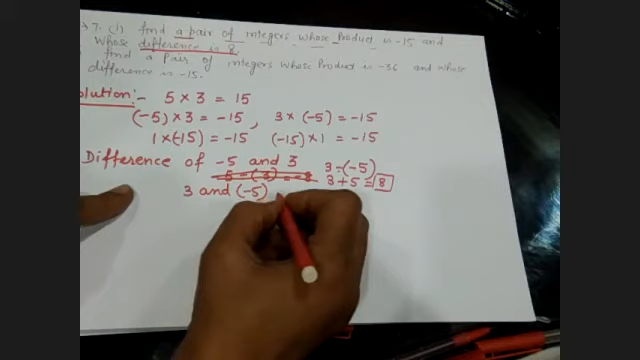 7. (i) find a pair of integers whose product is -15 and
whose difference is 8.
find a pair of integers whose product is -36 and whose
difference is -15.
olution:- 5 × 3 = 15
(-5) × 3 = -15, 3 × (-5) = -15
1 × (-15) = -15 (-15) × 1 = -15
Difference of -5 and 3 3 - (-5)
3 + 5 = 8
3 and (-5)